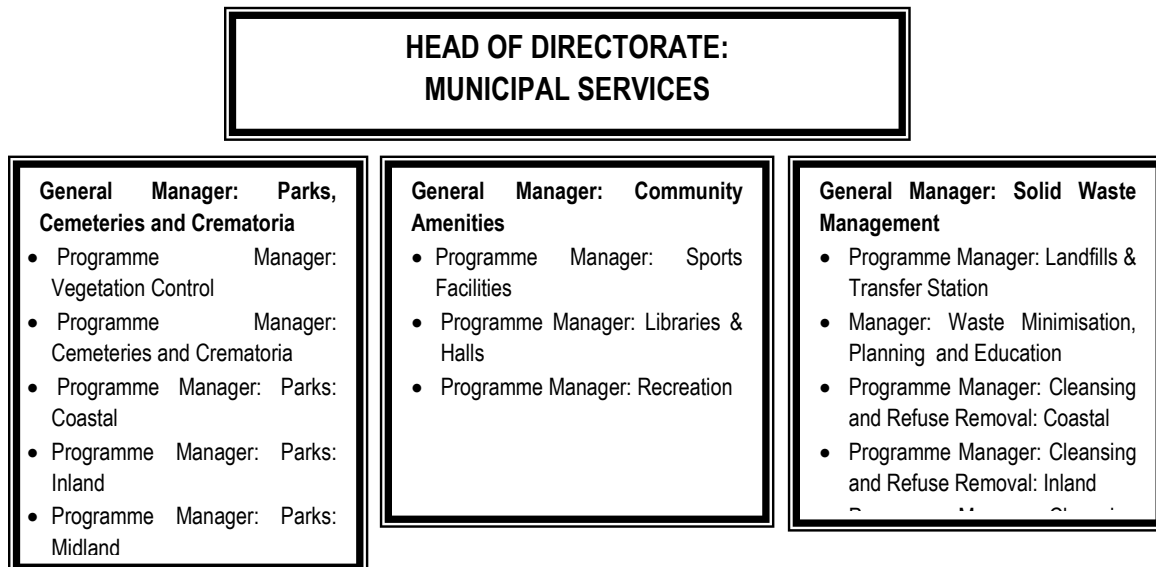 HEAD OF DIRECTORATE:
MUNICIPAL SERVICES
General Manager: Parks,
Cemeteries and Crematoria
• Programme Manager:
Vegetation Control
• Programme Manager:
Cemeteries and Crematoria
• Programme Manager: Parks:
Coastal
• Programme Manager: Parks:
Inland
• Programme Manager: Parks:
Midland
General Manager: Community
Amenities
• Programme Manager: Sports
Facilities
• Programme Manager: Libraries &
Halls
• Programme Manager: Recreation
General Manager: Solid Waste
Management
• Programme Manager: Landfills &
Transfer Station
• Manager: Waste Minimisation,
Planning and Education
• Programme Manager: Cleansing
and Refuse Removal: Coastal
• Programme Manager: Cleansing
and Refuse Removal: Inland